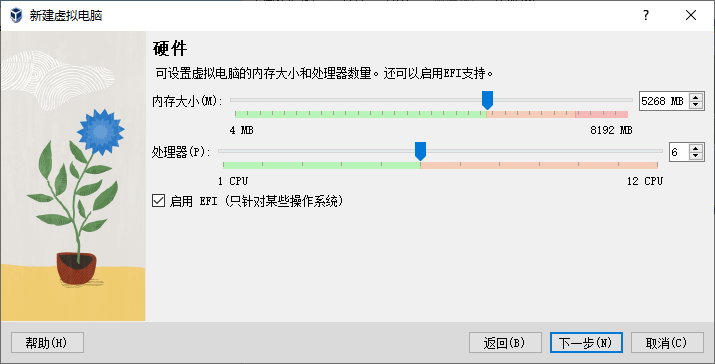 新建虚拟电脑
硬件
可设置虚拟电脑的内存大小和处理器数量。还可以启用EFI支持。
内存大小(M): 5268 MB
4 MB 8192 MB
处理器(P): 6
1 CPU 12 CPU
启用 EFI (只针对某些操作系统)
帮助(H) 返回(B) 下一步(N) 取消(C)